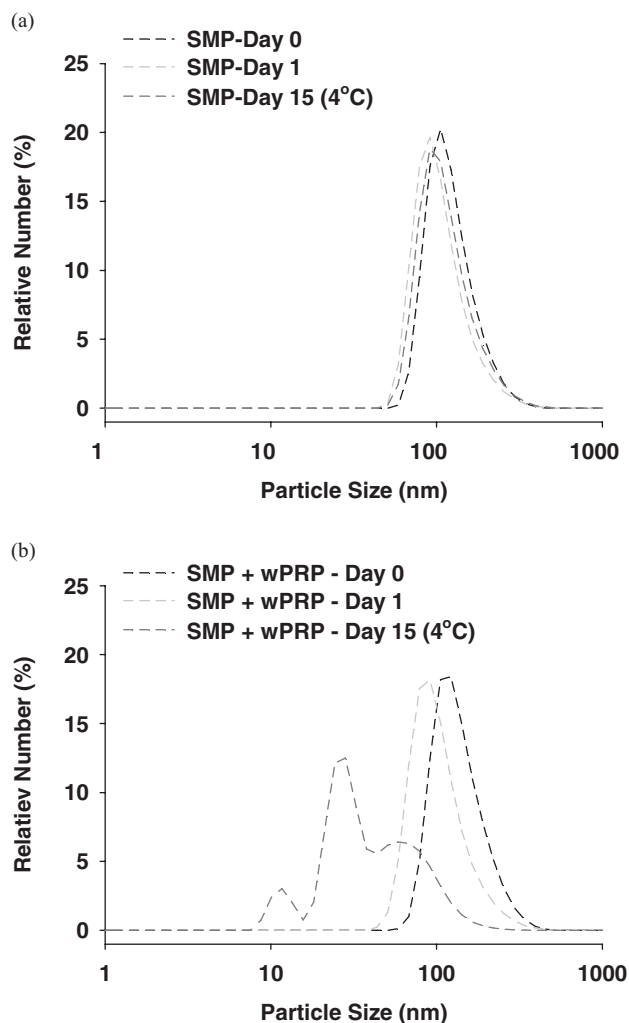 (a)
SMP-Day 0
SMP-Day 1
SMP-Day 15 (4°C)
25
20
15
10
5
0
Relative Number (%)
1 10 100 1000
Particle Size (nm)
(b)
SMP + wPRP - Day 0
SMP + wPRP - Day 1
SMP + wPRP - Day 15 (4°C)
25
20
15
10
5
0
Relatiev Number (%)
1 10 100 1000
Particle Size (nm)